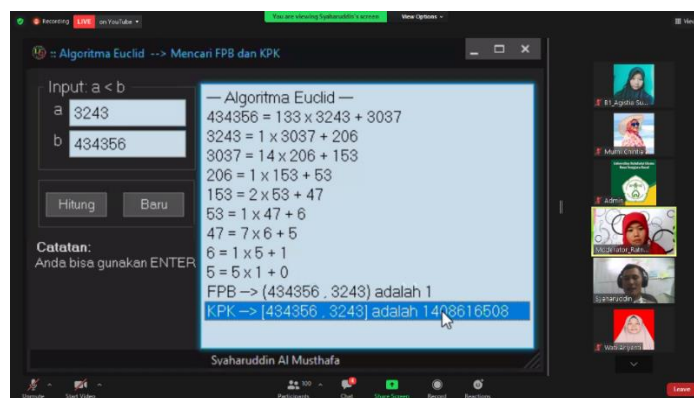 Recording LIVE on YouTube
You are viewing Syaharuddin's screen View Options
:: Algoritma Euclid --> Mencari FPB dan KPK
Input: a < b
a 3243
b 434356
Hitung Baru
Catatan:
Anda bisa gunakan ENTER
— Algoritma Euclid —
434356 = 133 x 3243 + 3037
3243 = 1 x 3037 + 206
3037 = 14 x 206 + 153
206 = 1 x 153 + 53
153 = 2 x 53 + 47
53 = 1 x 47 + 6
47 = 7 x 6 + 5
6 = 1 x 5 + 1
5 = 5 x 1 + 0
FPB --> (434356 , 3243) adalah 1
KPK --> [434356 , 3243] adalah 1408616508
Syaharuddin Al Musthafa
B1_Agistia Su...
Admin
Moderator_Ratn...
Syaharuddin
Unmute Start Video Participants 100 Chat Share Screen Record Reactions Leave